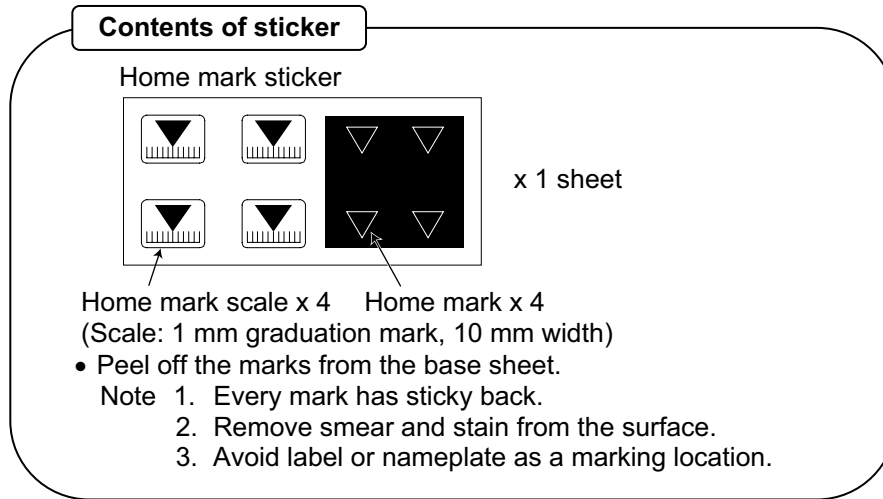 Contents of sticker
Home mark sticker
x 1 sheet
Home mark scale x 4 Home mark x 4
(Scale: 1 mm graduation mark, 10 mm width)
• Peel off the marks from the base sheet.
Note 1. Every mark has sticky back.
2. Remove smear and stain from the surface.
3. Avoid label or nameplate as a marking location.